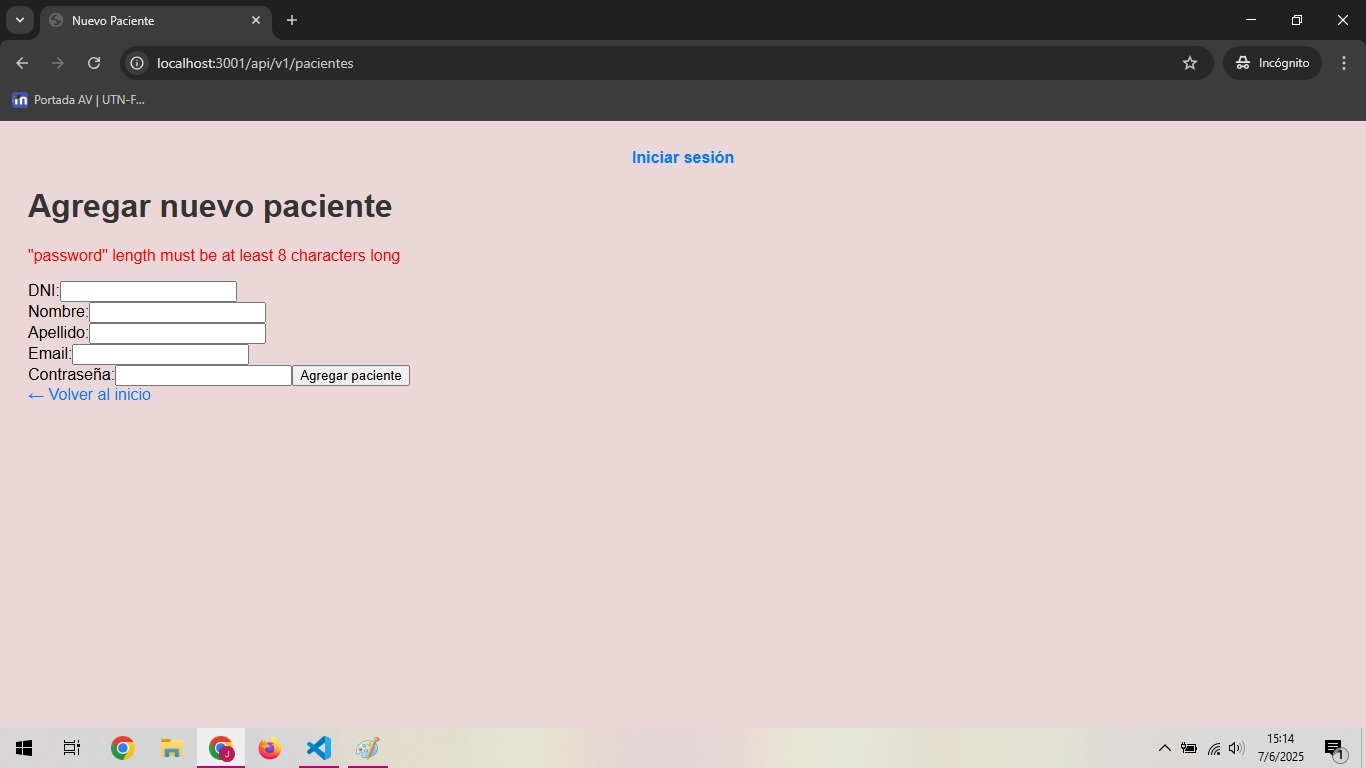 Nuevo Paciente
localhost:3001/api/v1/pacientes
Incógnito
Portada AV | UTN-F...
Iniciar sesión
Agregar nuevo paciente
"password" length must be at least 8 characters long
DNI:
Nombre:
Apellido:
Email:
Contraseña: Agregar paciente
← Volver al inicio
J
15:14
7/6/2025
1